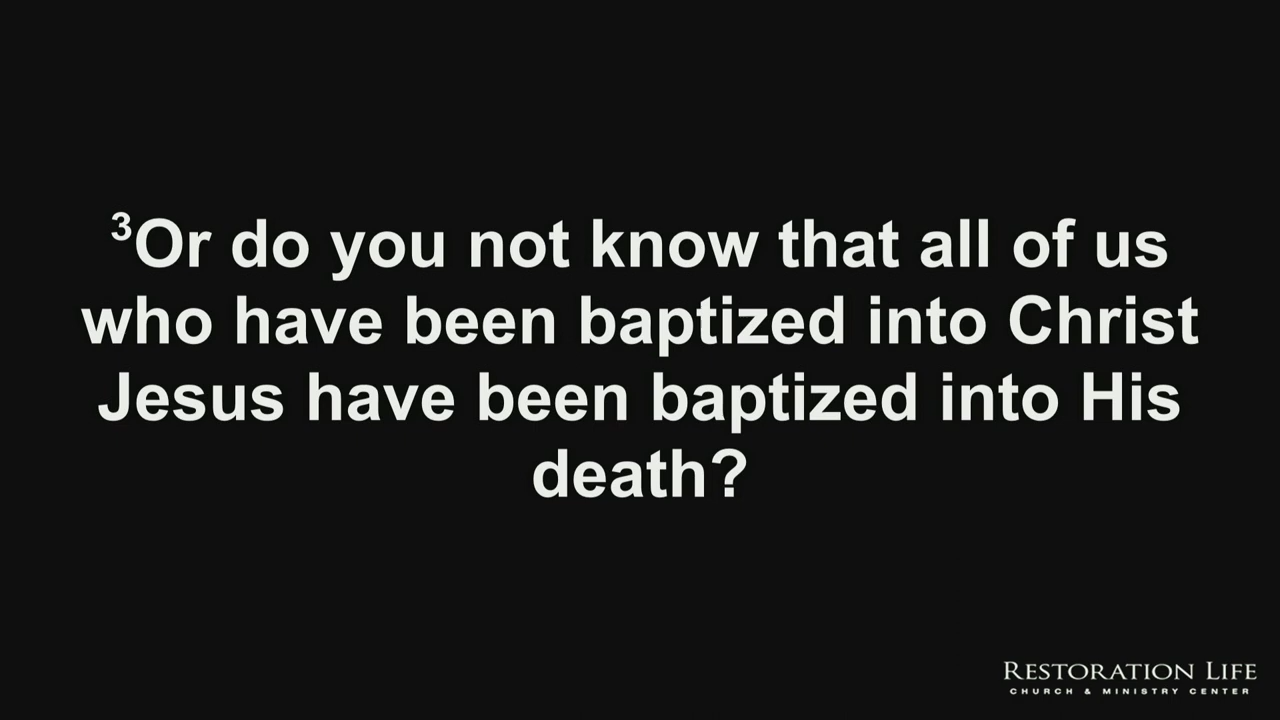 ³Or do you not know that all of us
who have been baptized into Christ
Jesus have been baptized into His
death?
RESTORATION LIFE
CHURCH & MINISTRY CENTER